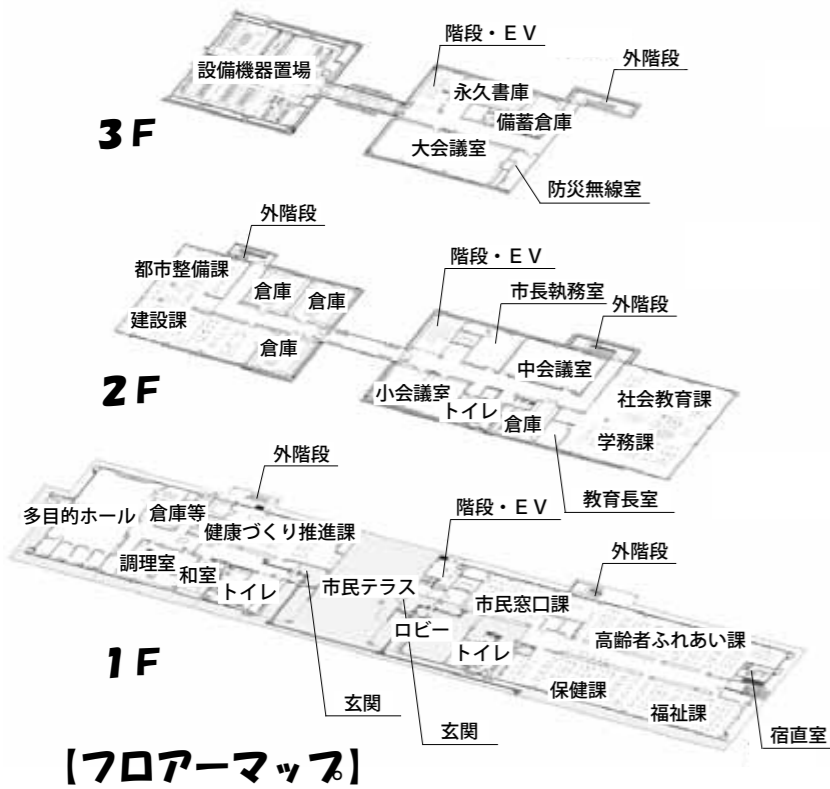 階段・ＥＶ
外階段
設備機器置場
永久書庫
備蓄倉庫
大会議室
防災無線室
３Ｆ
外階段
階段・ＥＶ
都市整備課
倉庫
倉庫
市長執務室
外階段
建設課
倉庫
中会議室
小会議室
トイレ
倉庫
社会教育課
学務課
教育長室
２Ｆ
外階段
階段・ＥＶ
外階段
多目的ホール
倉庫等
健康づくり推進課
調理室
和室
トイレ
市民テラス
ロビー
トイレ
市民窓口課
高齢者ふれあい課
保健課
福祉課
玄関
玄関
宿直室
１Ｆ
【フロアーマップ】